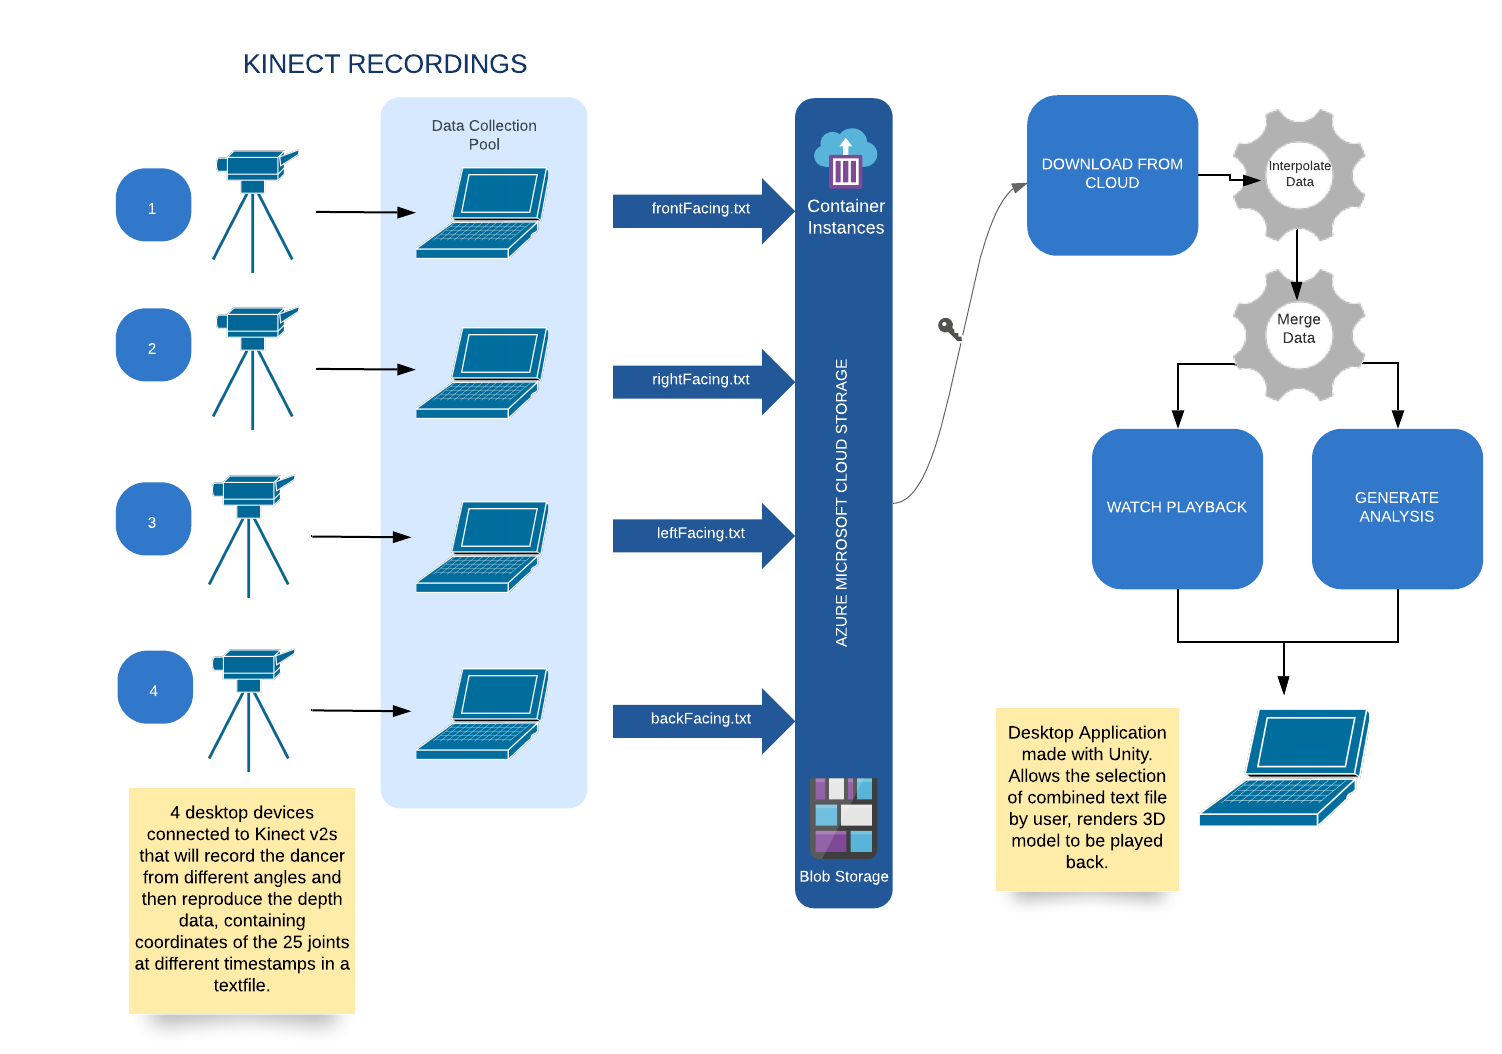 KINECT RECORDINGS
Data Collection
Pool
1
2
3
4
frontFacing.txt
rightFacing.txt
leftFacing.txt
backFacing.txt
4 desktop devices
connected to Kinect v2s
that will record the dancer
from different angles and
then reproduce the depth
data, containing
coordinates of the 25 joints
at different timestamps in a
textfile.
Container
Instances
AZURE MICROSOFT CLOUD STORAGE
Blob Storage
DOWNLOAD FROM
CLOUD
Interpolate
Data
Merge
Data
WATCH PLAYBACK
GENERATE
ANALYSIS
Desktop Application
made with Unity.
Allows the selection
of combined text file
by user, renders 3D
model to be played
back.